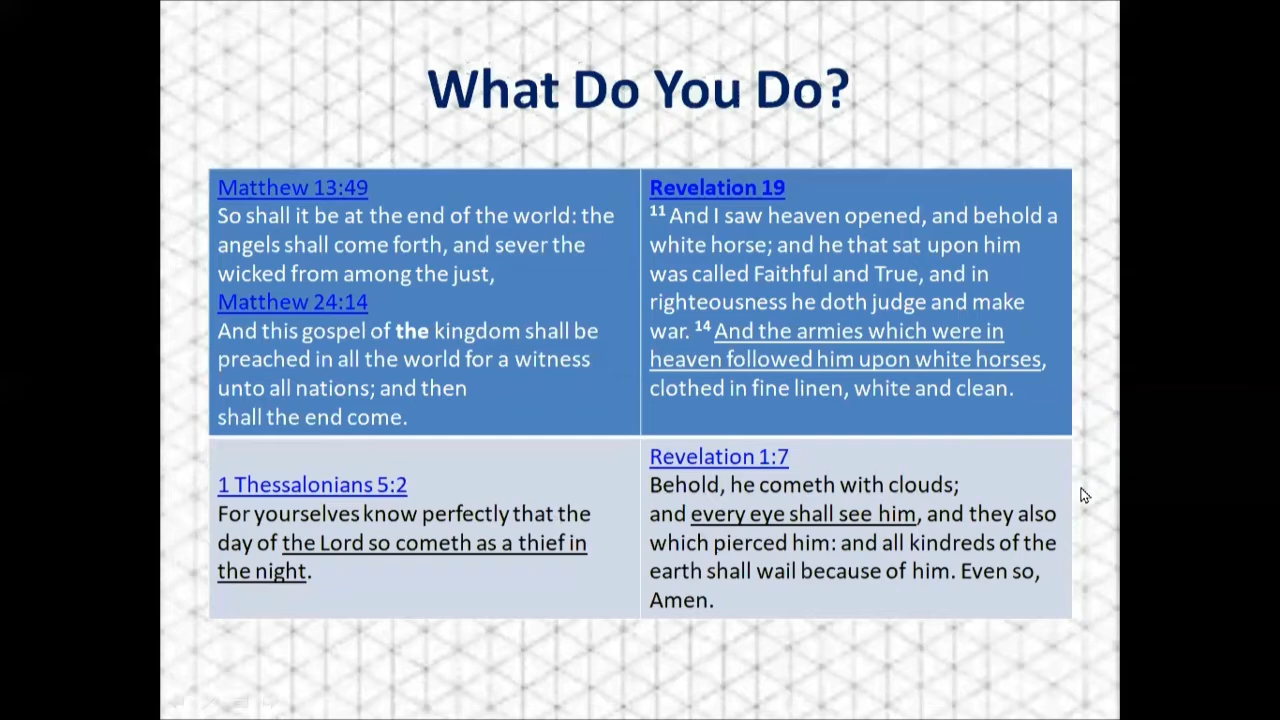 What Do You Do?
Matthew 13:49
So shall it be at the end of the world: the
angels shall come forth, and sever the
wicked from among the just,
Matthew 24:14
And this gospel of the kingdom shall be
preached in all the world for a witness
unto all nations; and then
shall the end come.
Revelation 19
11 And I saw heaven opened, and behold a
white horse; and he that sat upon him
was called Faithful and True, and in
righteousness he doth judge and make
war. 14 And the armies which were in
heaven followed him upon white horses,
clothed in fine linen, white and clean.
1 Thessalonians 5:2
For yourselves know perfectly that the
day of the Lord so cometh as a thief in
the night.
Revelation 1:7
Behold, he cometh with clouds;
and every eye shall see him, and they also
which pierced him: and all kindreds of the
earth shall wail because of him. Even so,
Amen.